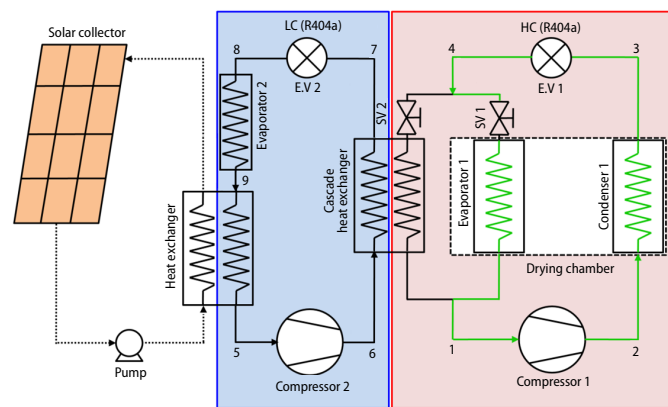 Solar collector
LC (R404a)
HC (R404a)
8
7
4
3
E.V 2
E.V 1
Evaporator 2
SV 2
SV 1
9
Heat exchanger
Cascade
heat exchanger
Evaporator 1
Condenser 1
Drying chamber
5
6
1
2
Pump
Compressor 2
Compressor 1